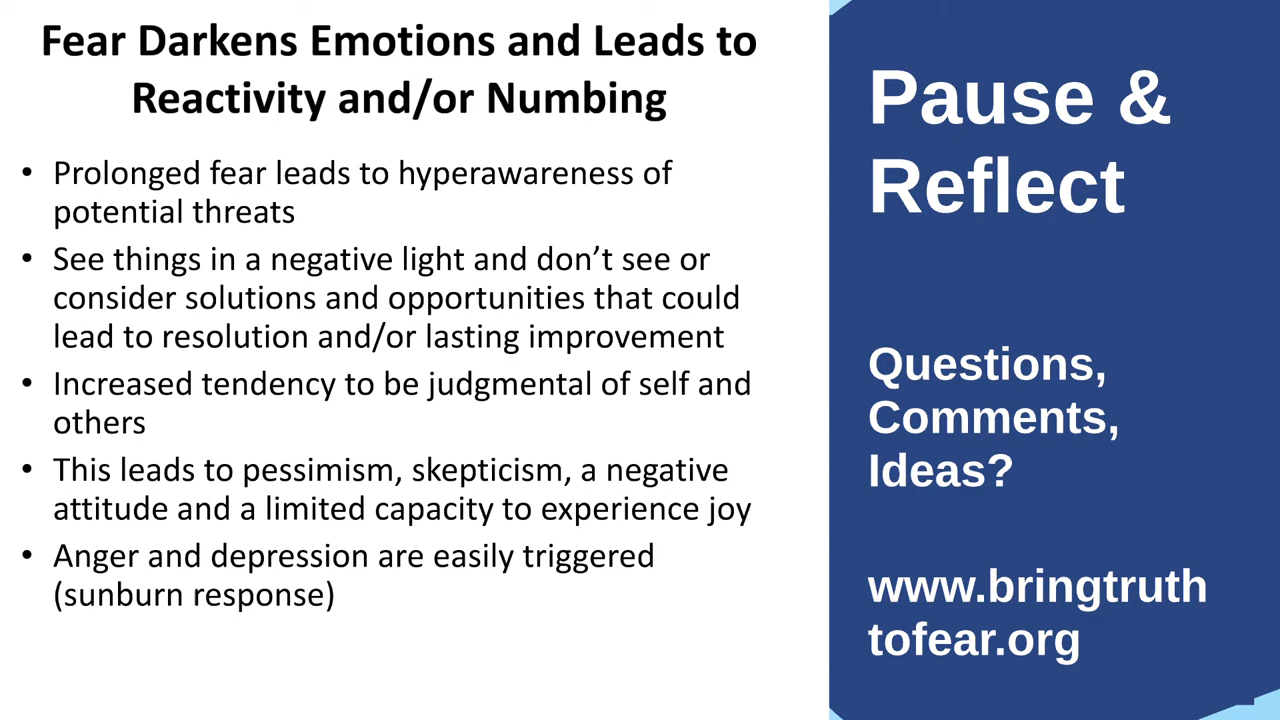 Fear Darkens Emotions and Leads to
Reactivity and/or Numbing
• Prolonged fear leads to hyperawareness of
potential threats
• See things in a negative light and don’t see or
consider solutions and opportunities that could
lead to resolution and/or lasting improvement
• Increased tendency to be judgmental of self and
others
• This leads to pessimism, skepticism, a negative
attitude and a limited capacity to experience joy
• Anger and depression are easily triggered
(sunburn response)
Pause &
Reflect
Questions,
Comments,
Ideas?
www.bringtruth
tofear.org